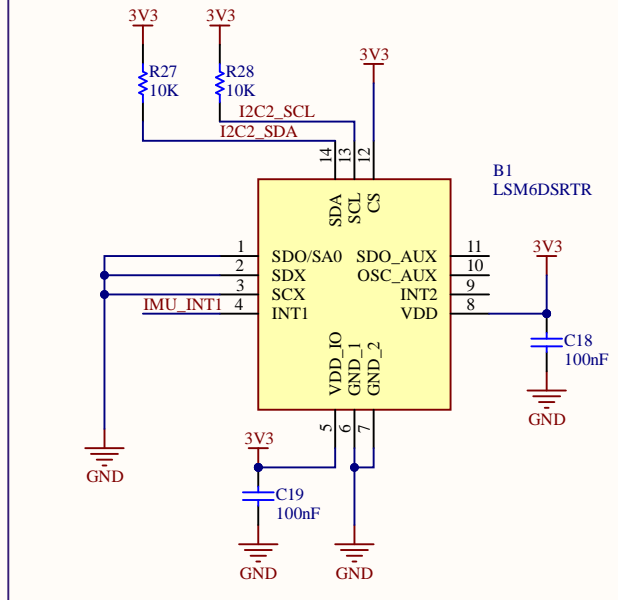 3V3
3V3
3V3
R27
10K
R28
10K
I2C2_SCL
I2C2_SDA
14
13
12
B1
LSM6DSRTR
SDA
SCL
CS
1
SDO/SA0
SDO_AUX
11
3V3
2
SDX
OSC_AUX
10
3
SCX
INT2
9
IMU_INT1
4
INT1
VDD
8
C18
100nF
VDD_IO
GND_1
GND_2
5
6
7
GND
GND
3V3
C19
100nF
GND
GND